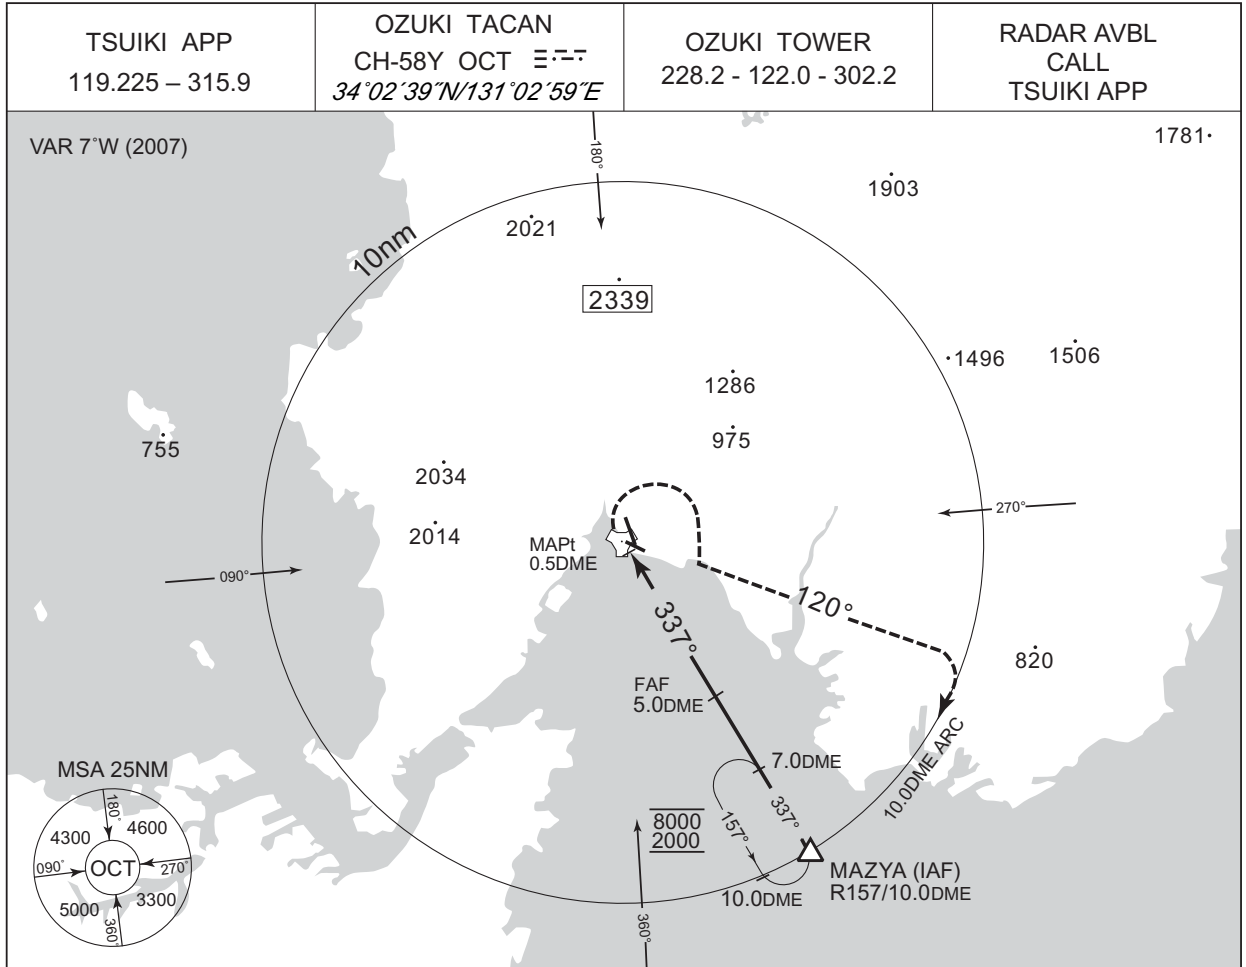 TSUIKI APP
119.225 – 315.9
OZUKI TACAN
CH-58Y OCT
34°02´39˝N/131°02´59˝E
OZUKI TOWER
228.2 - 122.0 - 302.2
RADAR AVBL
CALL
TSUIKI APP
VAR 7°W (2007)
180°
1781
1903
2021
10nm
2339
1496
1506
1286
975
755
2034
2014
270°
MAPt
0.5DME
090°
120°
337°
820
FAF
5.0DME
10.0DME ARC
7.0DME
MSA 25NM
180°
4300
4600
090°
OCT
270°
5000
3300
360°
337°
157°
8000
2000
MAZYA (IAF)
R157/10.0DME
10.0DME
360°